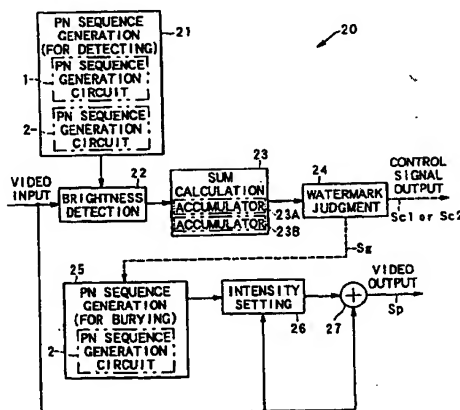 PN SEQUENCE
GENERATION
(FOR DETECTING)
21
20
1
PN SEQUENCE
GENERATION
CIRCUIT
2
PN SEQUENCE
GENERATION
CIRCUIT
VIDEO
INPUT
22
BRIGHTNESS
DETECTION
23
SUM
CALCULATION
ACCUMULATOR
23A
ACCUMULATOR
23B
24
WATERMARK
JUDGMENT
CONTROL
SIGNAL
OUTPUT
Sc1 or Sc2
Sg
25
PN SEQUENCE
GENERATION
(FOR BURYING)
2
PN SEQUENCE
GENERATION
CIRCUIT
INTENSITY
SETTING
26
+
27
VIDEO
OUTPUT
Sp